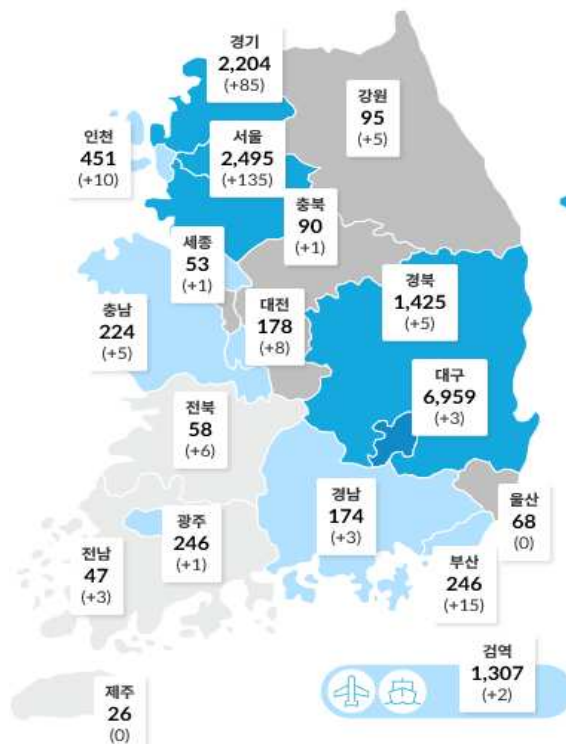 경기
2,204
(+85)
강원
95
(+5)
인천
451
(+10)
서울
2,495
(+135)
충북
90
(+1)
세종
53
(+1)
경북
1,425
(+5)
충남
224
(+5)
대전
178
(+8)
대구
6,959
(+3)
전북
58
(+6)
경남
174
(+3)
울산
68
(0)
광주
246
(+1)
전남
47
(+3)
부산
246
(+15)
검역
1,307
(+2)
제주
26
(0)